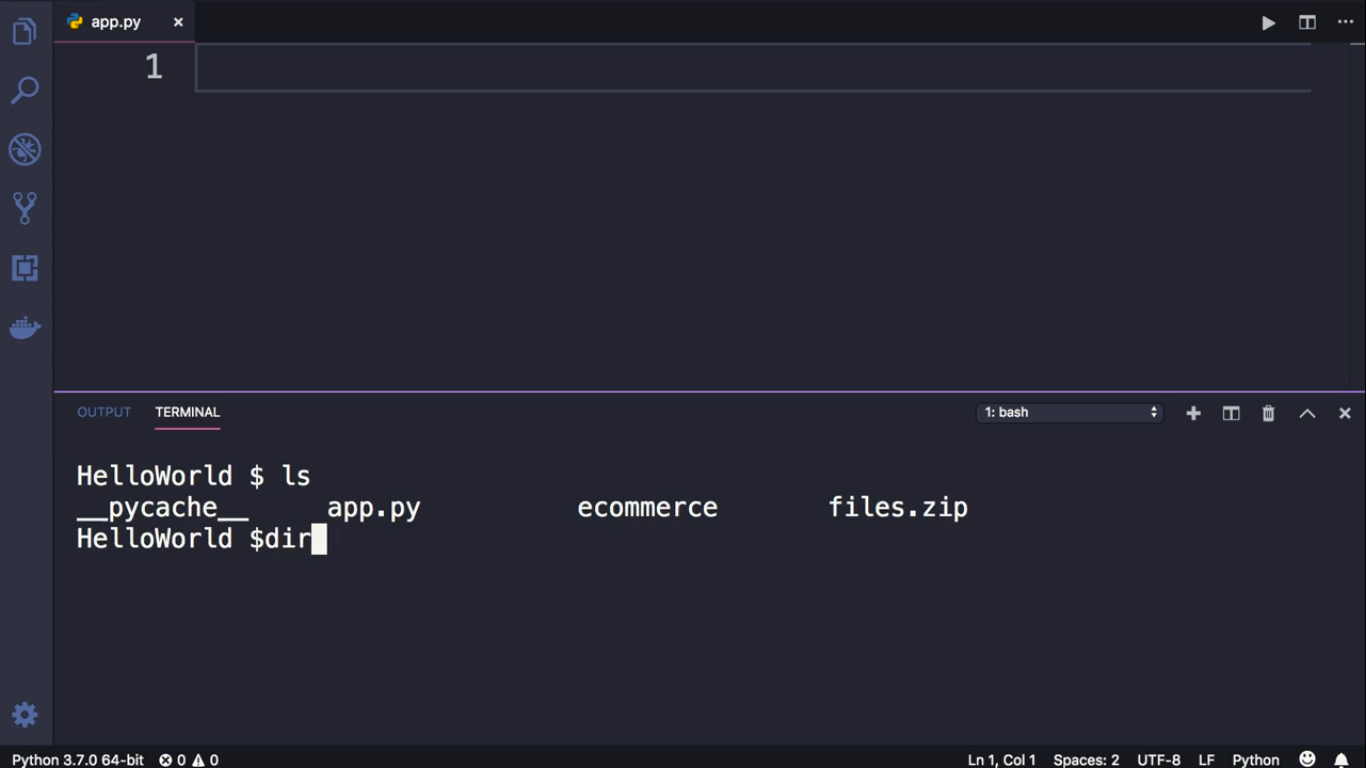 app.py
1
OUTPUT TERMINAL 1: bash
HelloWorld $ ls
__pycache__ app.py ecommerce files.zip
HelloWorld $dir
Python 3.7.0 64-bit 0 0 Ln 1, Col 1 Spaces: 2 UTF-8 LF Python